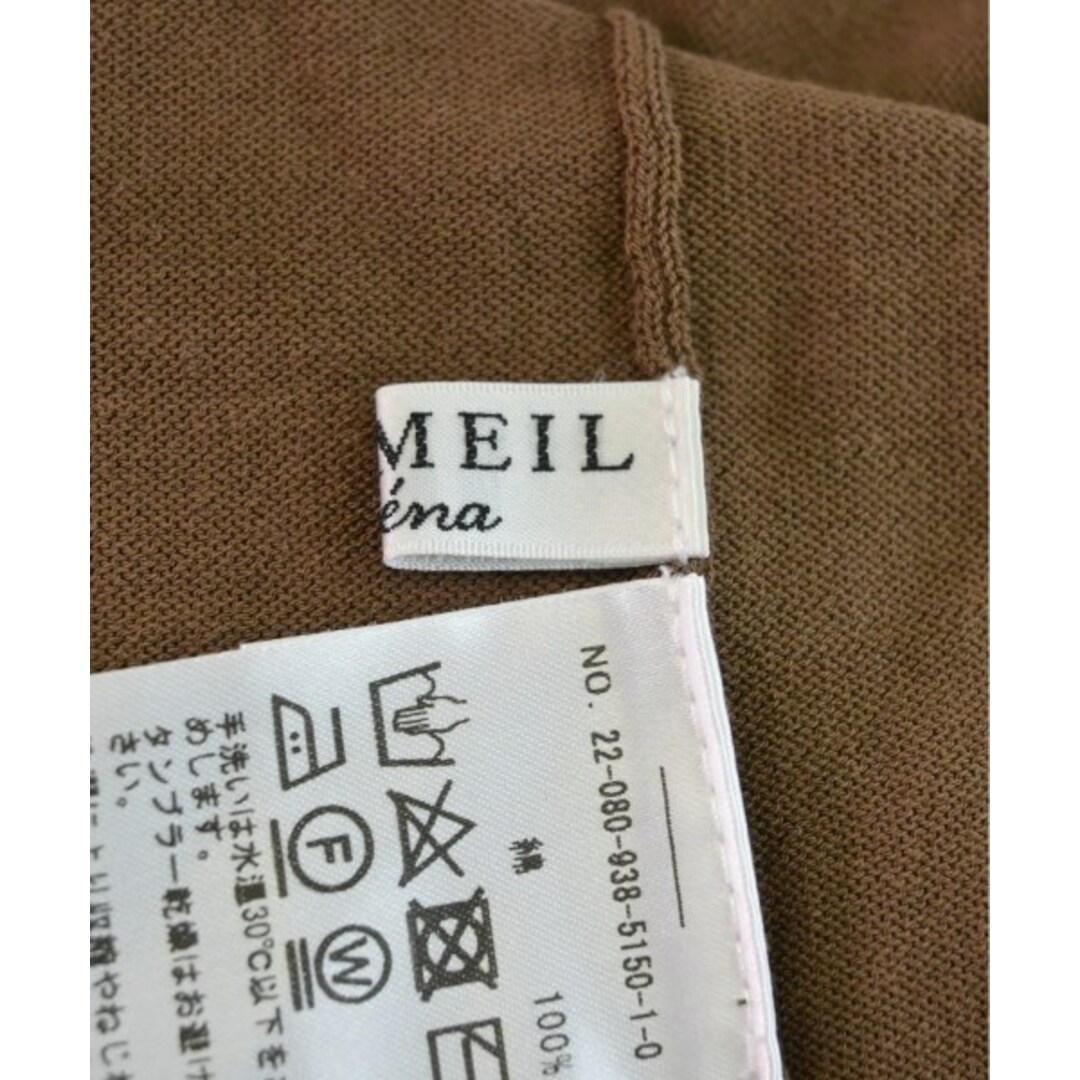 MEIL
éna
NO. 22-080-938-5150-1-0
綿 100%
F
W
手洗いは水温30℃以下を
めします。
タンブラー乾燥はお避け
さい。